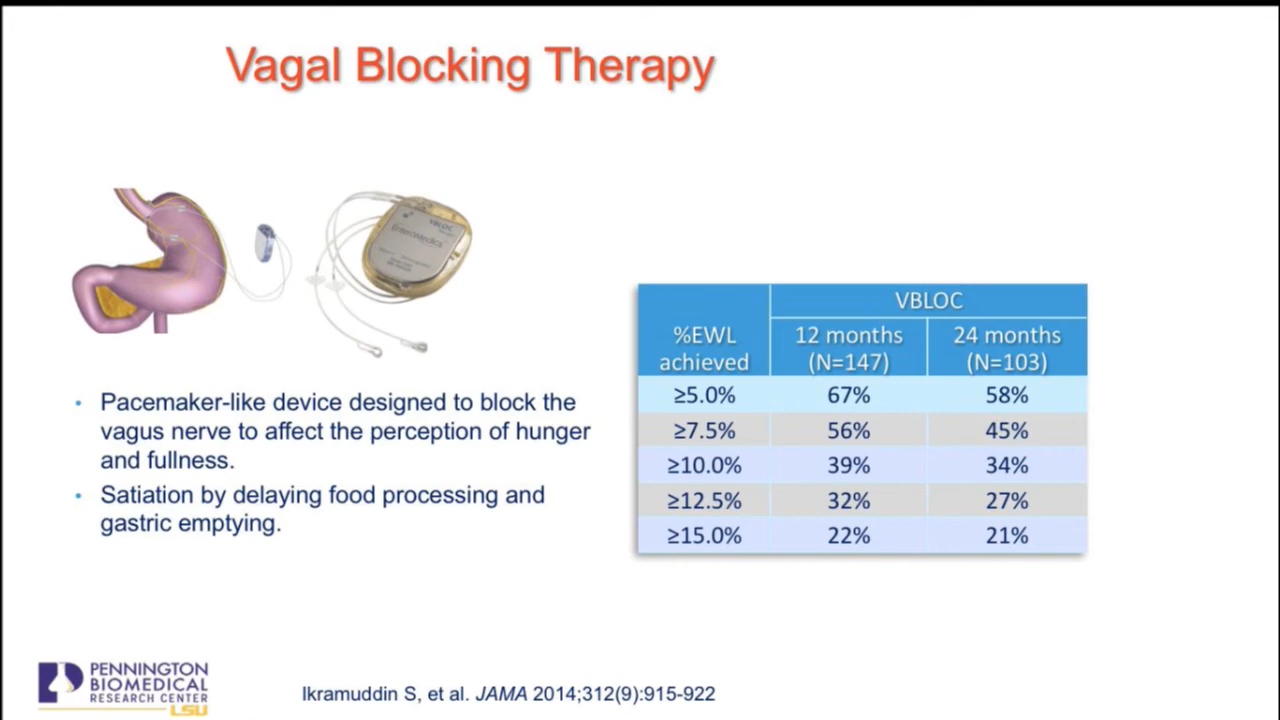 Vagal Blocking Therapy
VBLOC
EnteroMedics
• Pacemaker-like device designed to block the
vagus nerve to affect the perception of hunger
and fullness.
• Satiation by delaying food processing and
gastric emptying.
VBLOC
%EWL achieved 12 months (N=147) 24 months (N=103)
≥5.0% 67% 58%
≥7.5% 56% 45%
≥10.0% 39% 34%
≥12.5% 32% 27%
≥15.0% 22% 21%
PENNINGTON
BIOMEDICAL
RESEARCH CENTER
LSU
Ikramuddin S, et al. JAMA 2014;312(9):915-922